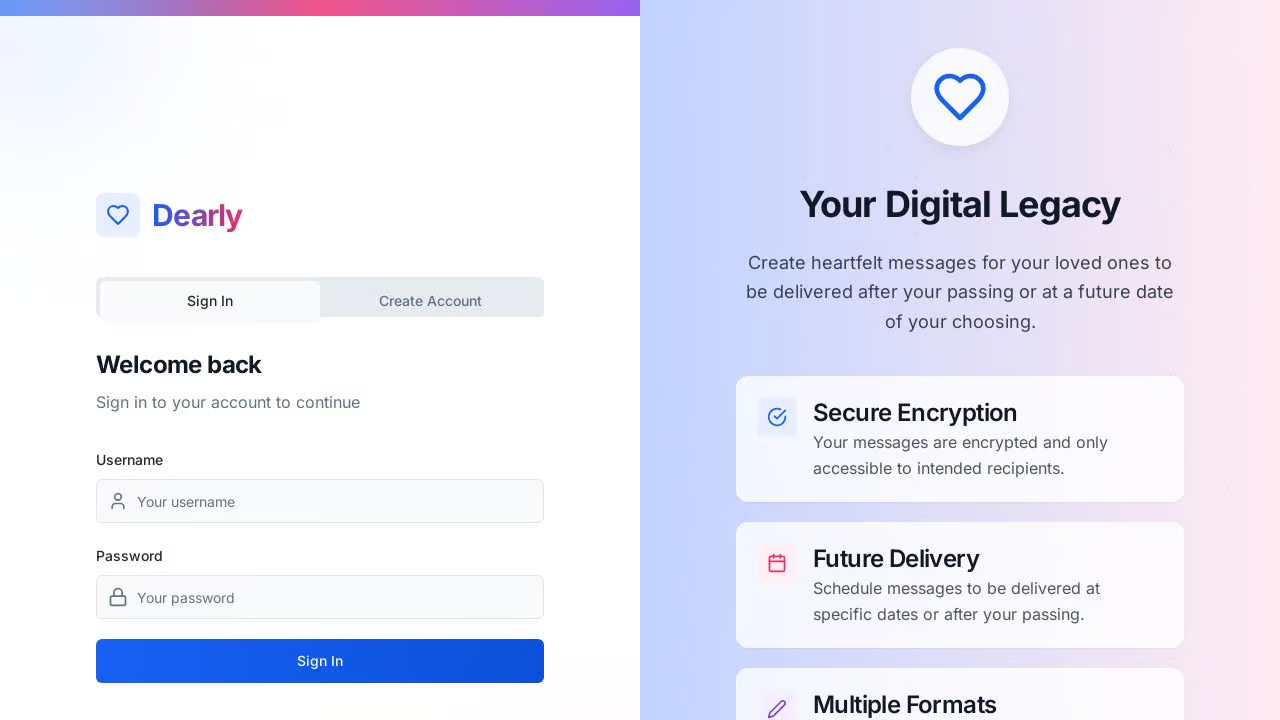 Dearly
Sign In
Create Account
Welcome back
Sign in to your account to continue
Username
Your username
Password
Your password
Sign In
Your Digital Legacy
Create heartfelt messages for your loved ones to
be delivered after your passing or at a future date
of your choosing.
Secure Encryption
Your messages are encrypted and only
accessible to intended recipients.
Future Delivery
Schedule messages to be delivered at
specific dates or after your passing.
Multiple Formats